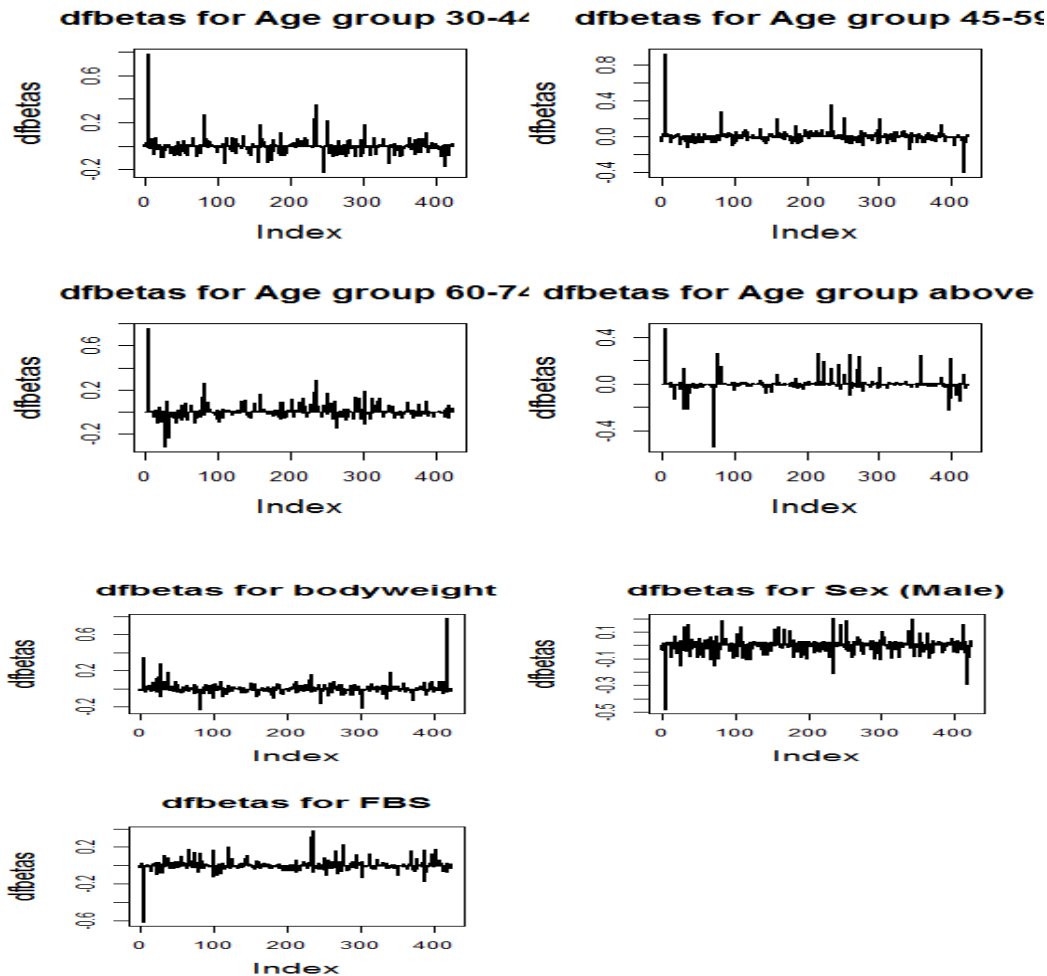 dfbetas for Age group 30-44
dfbetas
0.6
0.2
-0.2
0 100 200 300 400
Index
dfbetas for Age group 45-59
dfbetas
0.8
0.4
0.0
-0.4
0 100 200 300 400
Index
dfbetas for Age group 60-74
dfbetas
0.6
0.2
-0.2
0 100 200 300 400
Index
dfbetas for Age group above
dfbetas
0.4
0.0
-0.4
0 100 200 300 400
Index
dfbetas for bodyweight
dfbetas
0.6
0.2
-0.2
0 100 200 300 400
Index
dfbetas for Sex (Male)
dfbetas
0.1
-0.1
-0.3
-0.5
0 100 200 300 400
Index
dfbetas for FBS
dfbetas
0.2
-0.2
-0.6
0 100 200 300 400
Index